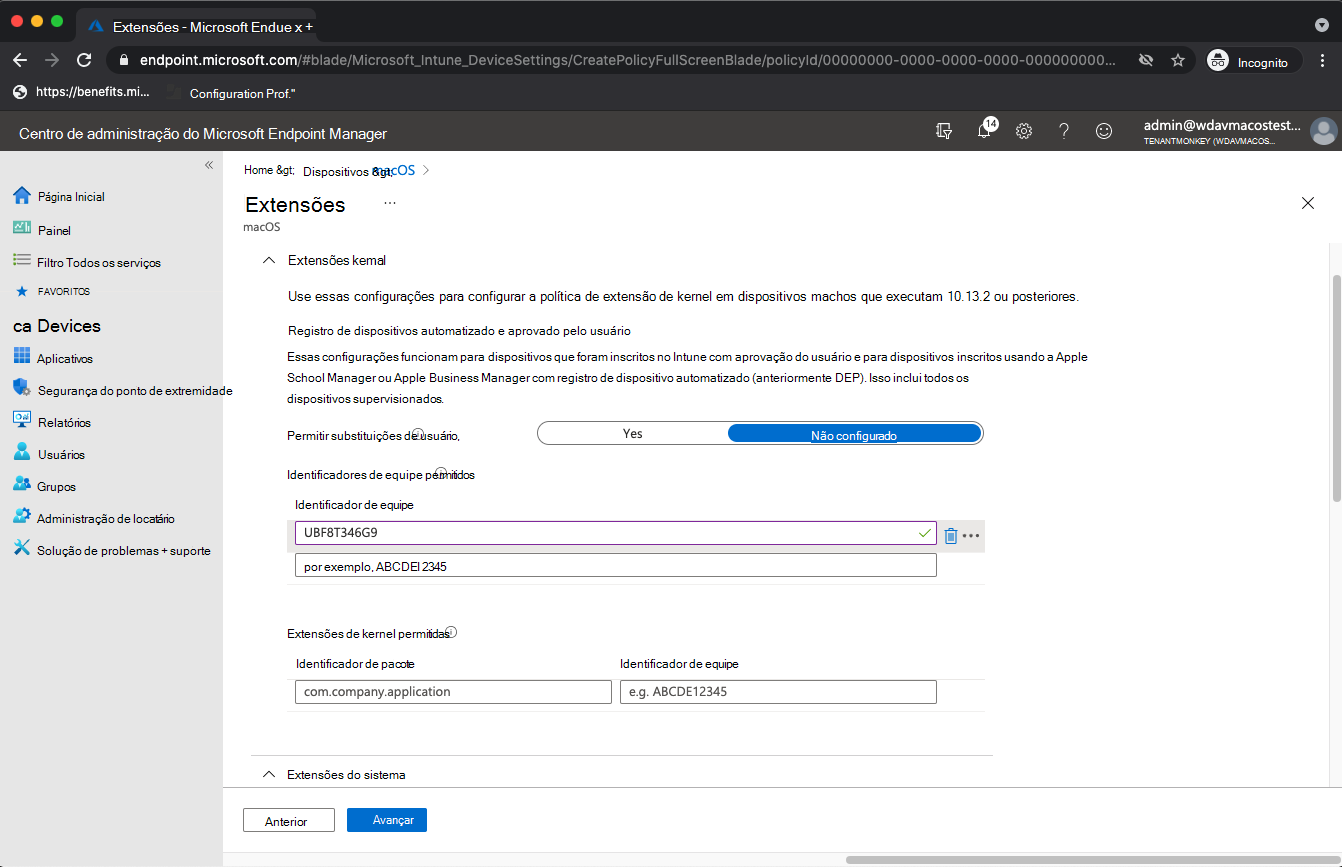 Extensões - Microsoft Endue x +
endpoint.microsoft.com/#blade/Microsoft_Intune_DeviceSettings/CreatePolicyFullScreenBlade/policyId/00000000-0000-0000-0000-000000000...
Incognito
https://benefits.mi...
Configuration Prof."
Centro de administração do Microsoft Endpoint Manager
14
admin@wdavmacostest...
TENANTMONKEY (WDAVMACOS...
«
Página Inicial
Painel
Filtro Todos os serviços
FAVORITOS
ca Devices
Aplicativos
Segurança do ponto de extremidade
Relatórios
Usuários
Grupos
Administração de locatário
Solução de problemas + suporte
Home &gt; Dispositivos &gt; macOS >
Extensões ...
macOS
Extensões kemal
Use essas configurações para configurar a política de extensão de kernel em dispositivos machos que executam 10.13.2 ou posteriores.
Registro de dispositivos automatizado e aprovado pelo usuário
Essas configurações funcionam para dispositivos que foram inscritos no Intune com aprovação do usuário e para dispositivos inscritos usando a Apple
School Manager ou Apple Business Manager com registro de dispositivo automatizado (anteriormente DEP). Isso inclui todos os
dispositivos supervisionados.
Permitir substituições de usuário,
Yes
Não configurado
Identificadores de equipe permitidos
Identificador de equipe
UBF8T346G9
por exemplo, ABCDEI 2345
Extensões de kernel permitidas
Identificador de pacote
Identificador de equipe
com.company.application
e.g. ABCDE12345
Extensões do sistema
Anterior
Avançar